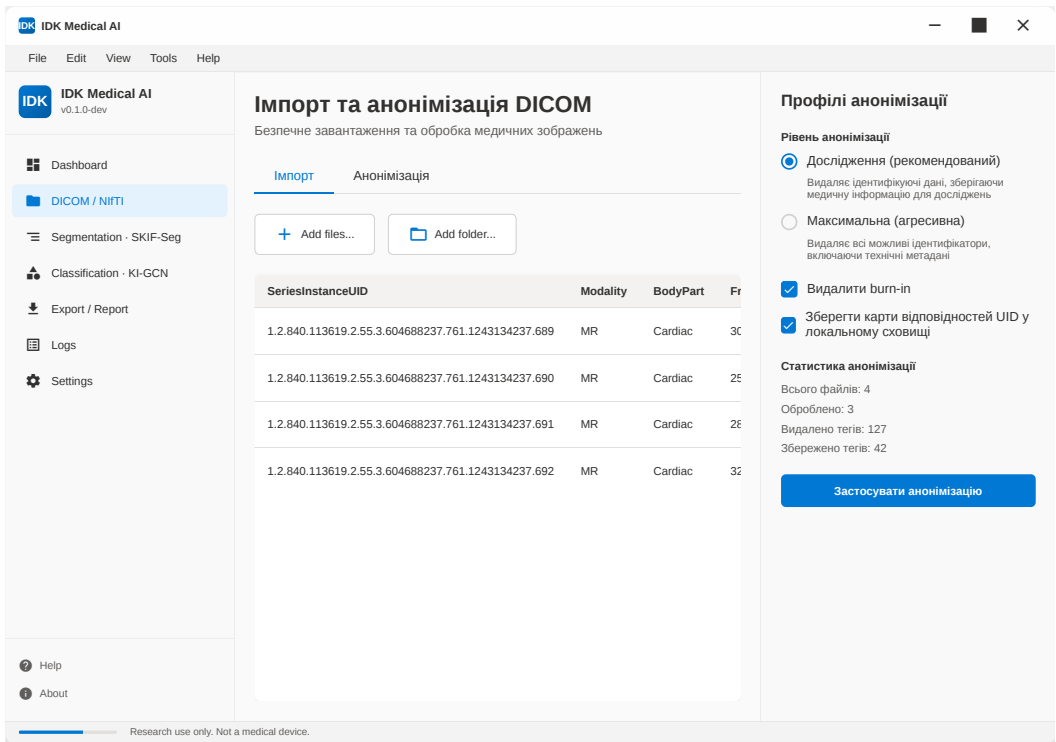 IDK IDK Medical AI
File Edit View Tools Help
IDK
IDK Medical AI
v0.1.0-dev
Dashboard
DICOM / NIfTI
Segmentation · SKIF-Seg
Classification · KI-GCN
Export / Report
Logs
Settings
Help
About
Імпорт та анонімізація DICOM
Безпечне завантаження та обробка медичних зображень
Імпорт Анонімізація
Add files... Add folder...
SeriesInstanceUID Modality BodyPart Fr
1.2.840.113619.2.55.3.604688237.761.1243134237.689 MR Cardiac 30
1.2.840.113619.2.55.3.604688237.761.1243134237.690 MR Cardiac 25
1.2.840.113619.2.55.3.604688237.761.1243134237.691 MR Cardiac 28
1.2.840.113619.2.55.3.604688237.761.1243134237.692 MR Cardiac 32
Профілі анонімізації
Рівень анонімізації
Дослідження (рекомендований)
Видаляє ідентифікуючі дані, зберігаючи
медичну інформацію для досліджень
Максимальна (агресивна)
Видаляє всі можливі ідентифікатори,
включаючи технічні метадані
Видалити burn-in
Зберегти карти відповідностей UID у
локальному сховищі
Статистика анонімізації
Всього файлів: 4
Оброблено: 3
Видалено тегів: 127
Збережено тегів: 42
Застосувати анонімізацію
Research use only. Not a medical device.